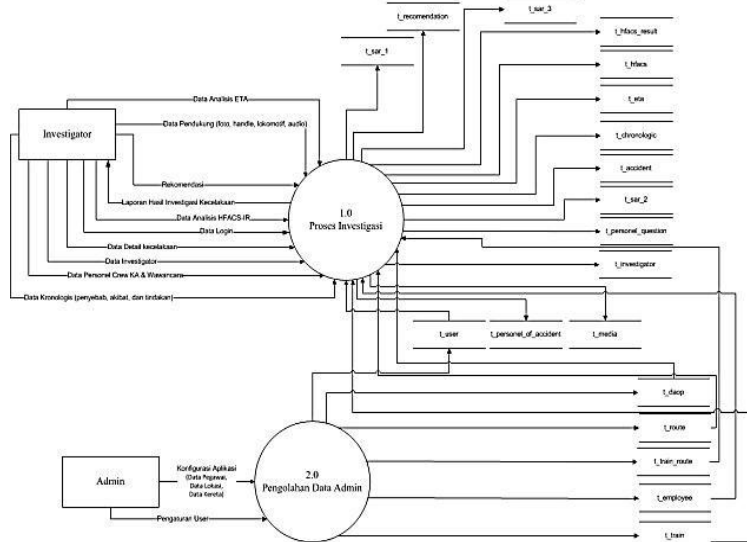 t_recomendation
t_sar_3
t_sar_1
t_hfacs_result
t_hfacs
t_eta
t_chronologic
t_accident
t_sar_2
t_personel_question
t_investigator
Investigator
Data Analisis ETA
Data Pendukung (foto, handle, lokomotif, audio)
Rekomendasi
Laporan Hasil Investigasi Kecelakaan
Data Analisis HFACS-IR
Data Login
Data Detail kecelakaan
Data Investigator
Data Personel Crew KA & Wawancara
Data Kronologis (penyebab, akibat, dan tindakan)
1.0
Proses Investigasi
t_user
t_personel_of_accident
t_media
t_daop
t_route
t_train_route
t_employee
t_train
Admin
Konfigurasi Aplikasi
(Data Pegawai,
Data Lokasi,
Data Kereta)
Pengaturan User
2.0
Pengolahan Data Admin